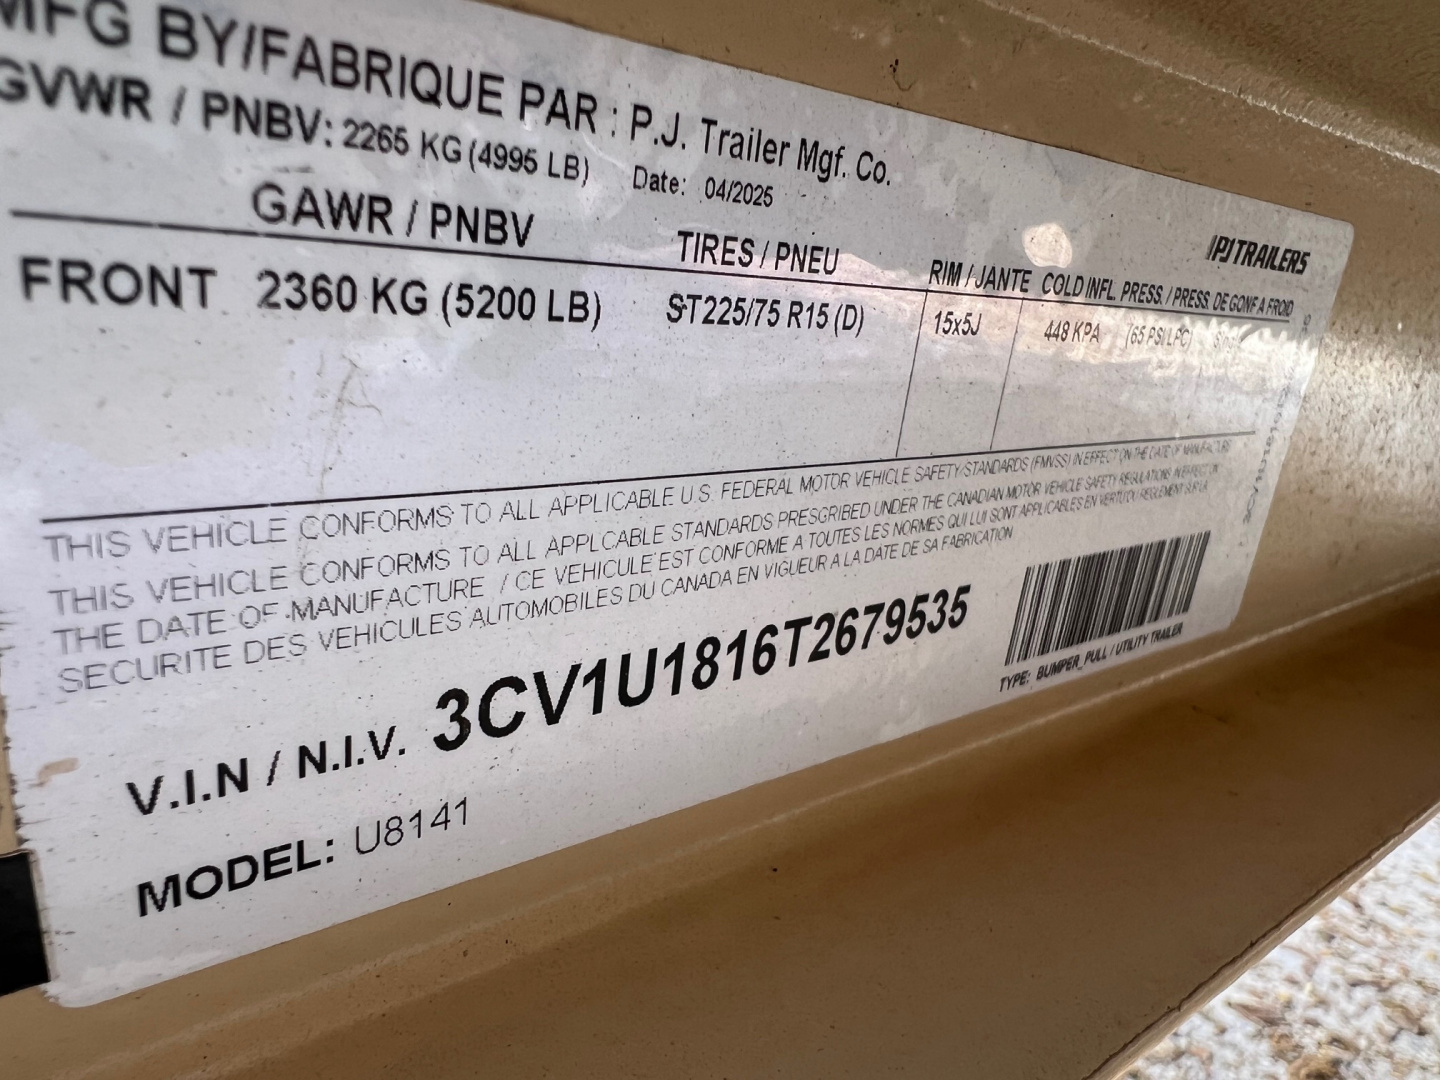 MFG BY/FABRIQUE PAR : P.J. Trailer Mfg. Co.
GVWR / PNBV: 2265 KG (4995 LB) Date: 04/2025
PJ TRAILERS
GAWR / PNBV TIRES / PNEU RIM / JANTE COLD INFL. PRESS. / PRESS. DE GONF A FROID
FRONT 2360 KG (5200 LB) ST225/75 R15 (D) 15x5J 448 KPA (65 PSI/LPC)
THIS VEHICLE CONFORMS TO ALL APPLICABLE U.S. FEDERAL MOTOR VEHICLE SAFETY STANDARDS (FMVSS) IN EFFECT ON THE DATE OF MANUFACTURE
THIS VEHICLE CONFORMS TO ALL APPLCABLE STANDARDS PRESGRIBED UNDER THE CANADIAN MOTOR VEHICLE SAFETY REGULATIONS IN EFFECT ON
THE DATE OF MANUFACTURE / CE VEHICULE EST CONFORME A TOUTES LES NORMES QUI LUI SONT APPLICABLES EN VERTU DU REGLEMENT SUR LA
SECURITE DES VEHICULES AUTOMOBILES DU CANADA EN VIGUEUR A LA DATE DE SA FABRICATION
V.I.N / N.I.V. 3CV1U1816T2679535
TYPE: BUMPER_PULL / UTILITY TRAILER
MODEL: U8141